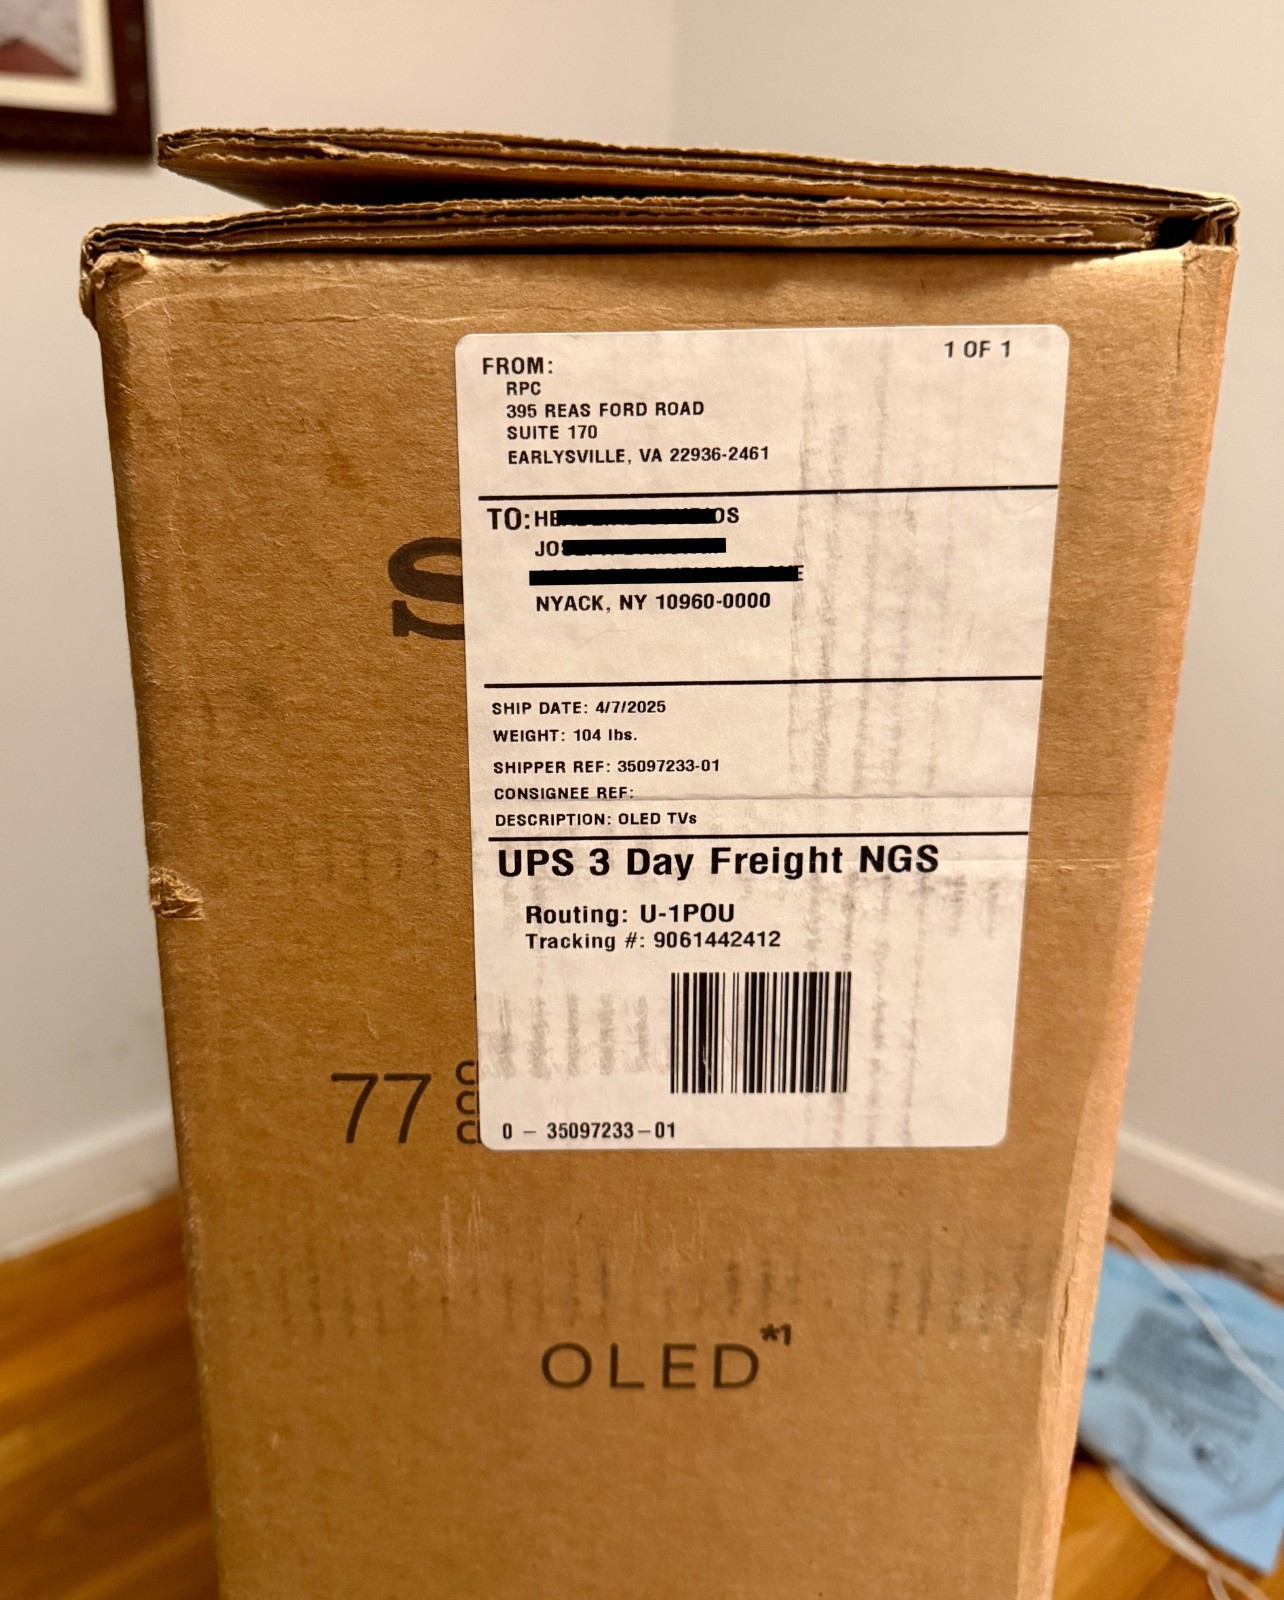 1 OF 1
FROM:
RPC
395 REAS FORD ROAD
SUITE 170
EARLYSVILLE, VA 22936-2461
TO:
NYACK, NY 10960-0000
S
SHIP DATE: 4/7/2025
WEIGHT: 104 lbs.
SHIPPER REF: 35097233-01
CONSIGNEE REF:
DESCRIPTION: OLED TVs
UPS 3 Day Freight NGS
Routing: U-1POU
Tracking #: 9061442412
77
0 – 35097233–01
OLED*1